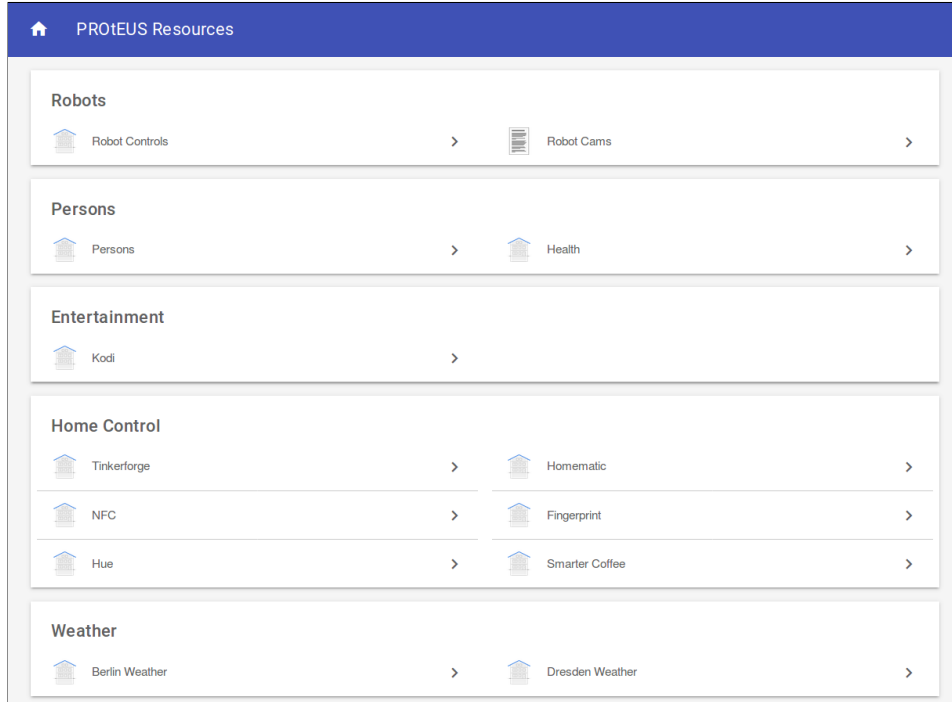 PROtEUS Resources
Robots
Robot Controls
Robot Cams
Persons
Persons
Health
Entertainment
Kodi
Home Control
Tinkerforge
Homematic
NFC
Fingerprint
Hue
Smarter Coffee
Weather
Berlin Weather
Dresden Weather